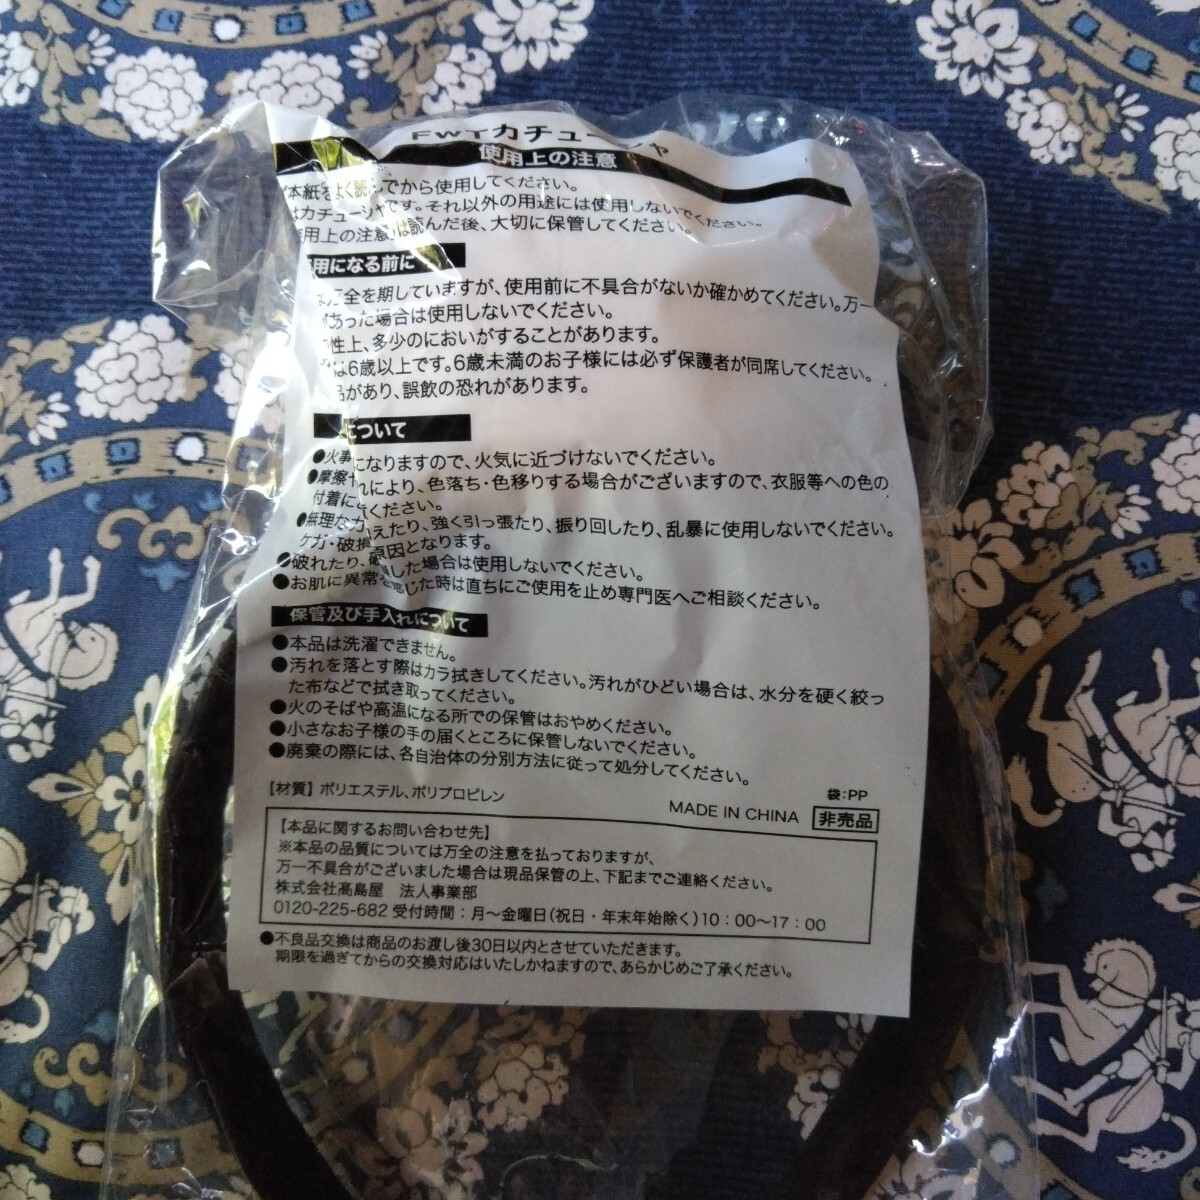 FWTカチューシャ
使用上の注意
本紙をよく読んでから使用してください。
はカチューシャです。それ以外の用途には使用しないでください。
用上の注意」は読んだ後、大切に保管してください。
用になる前に
万全を期していますが、使用前に不具合がないか確かめてください。万一
あった場合は使用しないでください。
性上、多少のにおいがすることがあります。
は6歳以上です。6歳未満のお子様には必ず保護者が同席してください。
品があり、誤飲の恐れがあります。
について
●火事になりますので、火気に近づけないでください。
●摩擦 れにより、色落ち・色移りする場合がございますので、衣服等への色の
付着に ください。
●無理な力 えたり、強く引っ張たり、振り回したり、乱暴に使用しないでください。
ケガ・破損 原因となります。
●破れたり、破損した場合は使用しないでください。
●お肌に異常を感じた時は直ちにご使用を止め専門医へご相談ください。
保管及び手入れについて
●本品は洗濯できません。
●汚れを落とす際はカラ拭きしてください。汚れがひどい場合は、水分を硬く絞っ
た布などで拭き取ってください。
●火のそばや高温になる所での保管はおやめください。
●小さなお子様の手の届くところに保管しないでください。
●廃棄の際には、各自治体の分別方法に従って処分してください。
【材質】ポリエステル、ポリプロピレン
袋:PP
MADE IN CHINA 非売品
【本品に関するお問い合わせ先】
※本品の品質については万全の注意を払っておりますが、
万一不具合がございました場合は現品保管の上、下記までご連絡ください。
株式会社髙島屋 法人事業部
0120-225-682 受付時間:月〜金曜日(祝日・年末年始除く)10:00〜17:00
●不良品交換は商品のお渡し後30日以内とさせていただきます。
期限を過ぎてからの交換対応はいたしかねますので、あらかじめご了承ください。